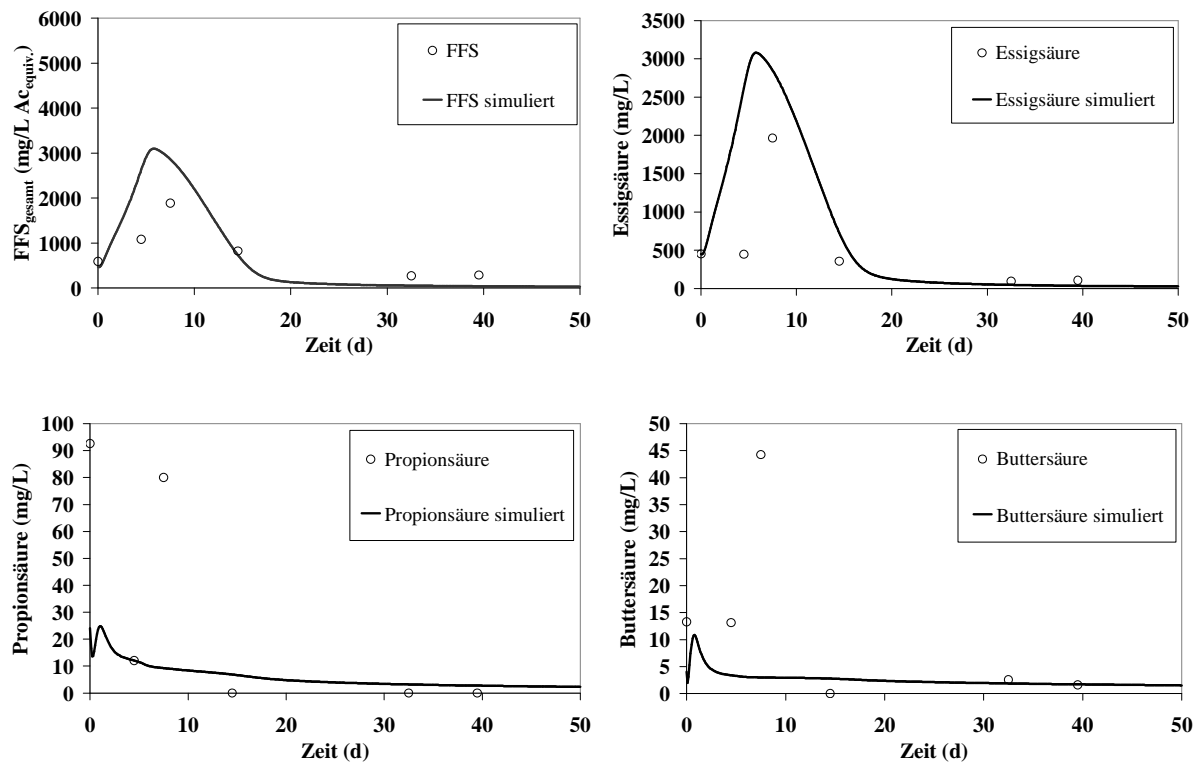 6000
5000
4000
3000
2000
1000
0
FFSgesamt (mg/L Acequiv.)
FFS
FFS simuliert
0 10 20 30 40 50
Zeit (d)
3500
3000
2500
2000
1500
1000
500
0
Essigsäure (mg/L)
Essigsäure
Essigsäure simuliert
0 10 20 30 40 50
Zeit (d)
100
90
80
70
60
50
40
30
20
10
0
Propionsäure (mg/L)
Propionsäure
Propionsäure simuliert
0 10 20 30 40 50
Zeit (d)
50
45
40
35
30
25
20
15
10
5
0
Buttersäure (mg/L)
Buttersäure
Buttersäure simuliert
0 10 20 30 40 50
Zeit (d)